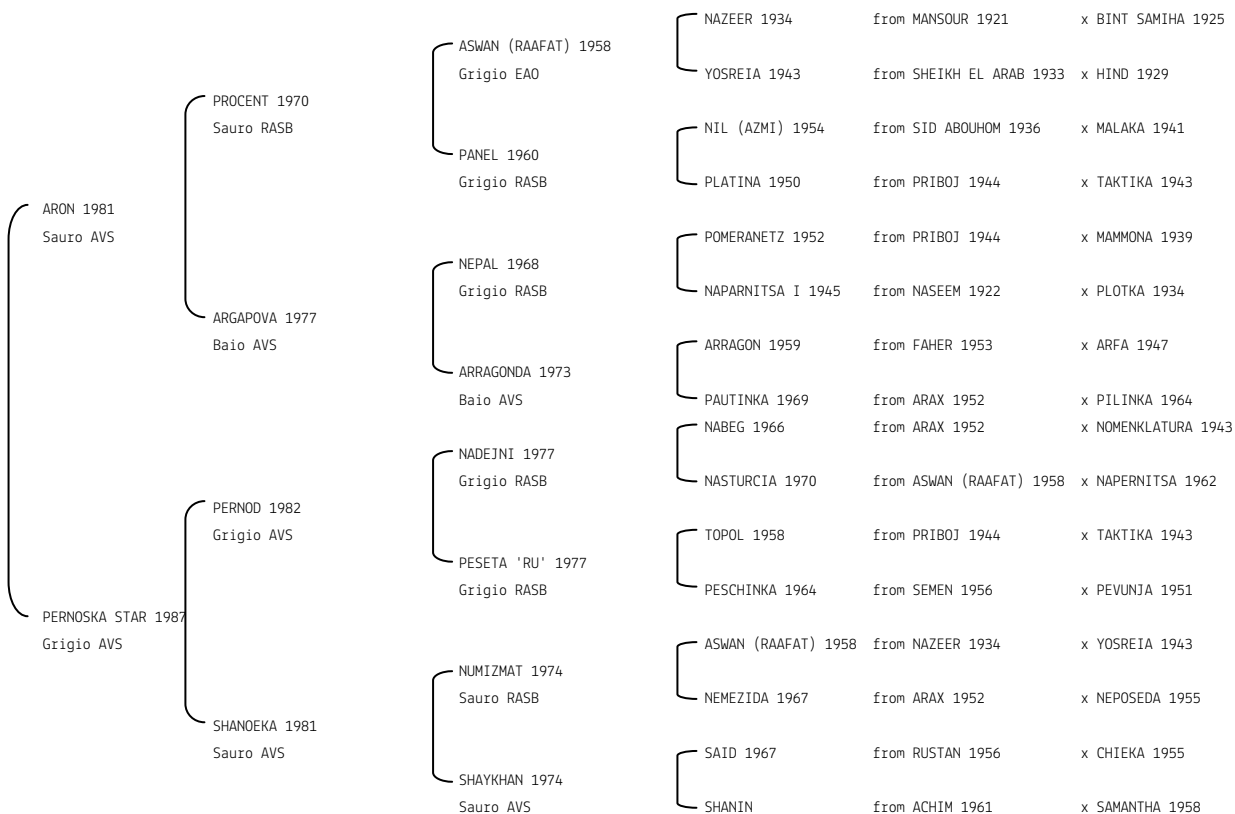 NAZEER 1934 from MANSOUR 1921 x BINT SAMIHA 1925
ASWAN (RAAFAT) 1958
Grigio EAO
YOSREIA 1943 from SHEIKH EL ARAB 1933 x HIND 1929
PROCENT 1970
Sauro RASB
NIL (AZMI) 1954 from SID ABOUHOM 1936 x MALAKA 1941
PANEL 1960
Grigio RASB
PLATINA 1950 from PRIBOJ 1944 x TAKTIKA 1943
ARON 1981
Sauro AVS
POMERANETZ 1952 from PRIBOJ 1944 x MAMMONA 1939
NEPAL 1968
Grigio RASB
NAPARNITSA I 1945 from NASEEM 1922 x PLOTKA 1934
ARGAPOVA 1977
Baio AVS
ARRAGON 1959 from FAHER 1953 x ARFA 1947
ARRAGONDA 1973
Baio AVS
PAUTINKA 1969 from ARAX 1952 x PILINKA 1964
NABEG 1966 from ARAX 1952 x NOMENKLATURA 1943
NADEJNI 1977
Grigio RASB
NASTURCIA 1970 from ASWAN (RAAFAT) 1958 x NAPERNITSA 1962
PERNOD 1982
Grigio AVS
TOPOL 1958 from PRIBOJ 1944 x TAKTIKA 1943
PESETA 'RU' 1977
Grigio RASB
PESCHINKA 1964 from SEMEN 1956 x PEVUNJA 1951
PERNOSKA STAR 1987
Grigio AVS
ASWAN (RAAFAT) 1958 from NAZEER 1934 x YOSREIA 1943
NUMIZMAT 1974
Sauro RASB
NEMEZIDA 1967 from ARAX 1952 x NEPOSEDA 1955
SHANOEKA 1981
Sauro AVS
SAID 1967 from RUSTAN 1956 x CHIEKA 1955
SHAYKHAN 1974
Sauro AVS
SHANIN from ACHIM 1961 x SAMANTHA 1958